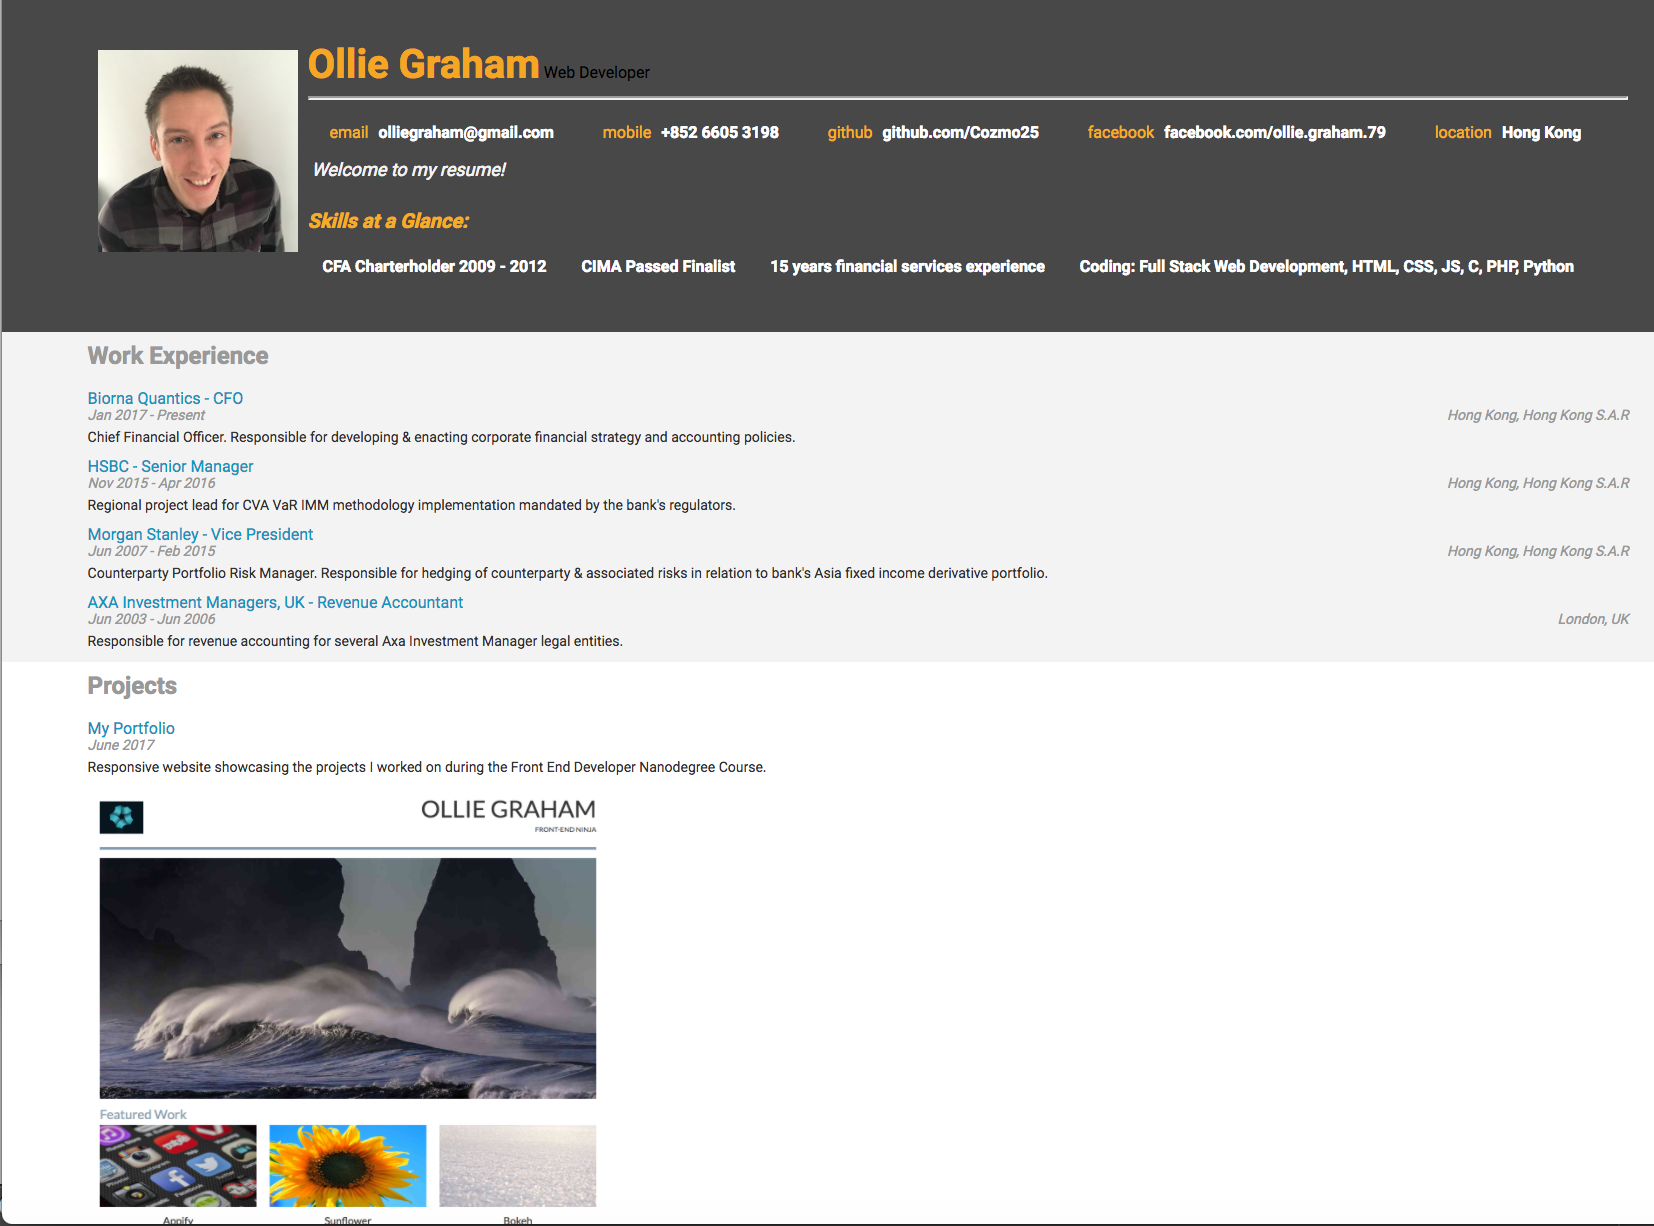 Ollie Graham Web Developer
email olliegraham@gmail.com mobile +852 6605 3198 github github.com/Cozmo25 facebook facebook.com/ollie.graham.79 location Hong Kong
Welcome to my resume!
Skills at a Glance:
CFA Charterholder 2009 - 2012 CIMA Passed Finalist 15 years financial services experience Coding: Full Stack Web Development, HTML, CSS, JS, C, PHP, Python
Work Experience
Biorna Quantics - CFO
Jan 2017 - Present Hong Kong, Hong Kong S.A.R
Chief Financial Officer. Responsible for developing & enacting corporate financial strategy and accounting policies.
HSBC - Senior Manager
Nov 2015 - Apr 2016 Hong Kong, Hong Kong S.A.R
Regional project lead for CVA VaR IMM methodology implementation mandated by the bank's regulators.
Morgan Stanley - Vice President
Jun 2007 - Feb 2015 Hong Kong, Hong Kong S.A.R
Counterparty Portfolio Risk Manager. Responsible for hedging of counterparty & associated risks in relation to bank's Asia fixed income derivative portfolio.
AXA Investment Managers, UK - Revenue Accountant
Jun 2003 - Jun 2006 London, UK
Responsible for revenue accounting for several Axa Investment Manager legal entities.
Projects
My Portfolio
June 2017
Responsive website showcasing the projects I worked on during the Front End Developer Nanodegree Course.
OLLIE GRAHAM
FRONT-END NINJA
Featured Work
Appify Sunflower Bokeh